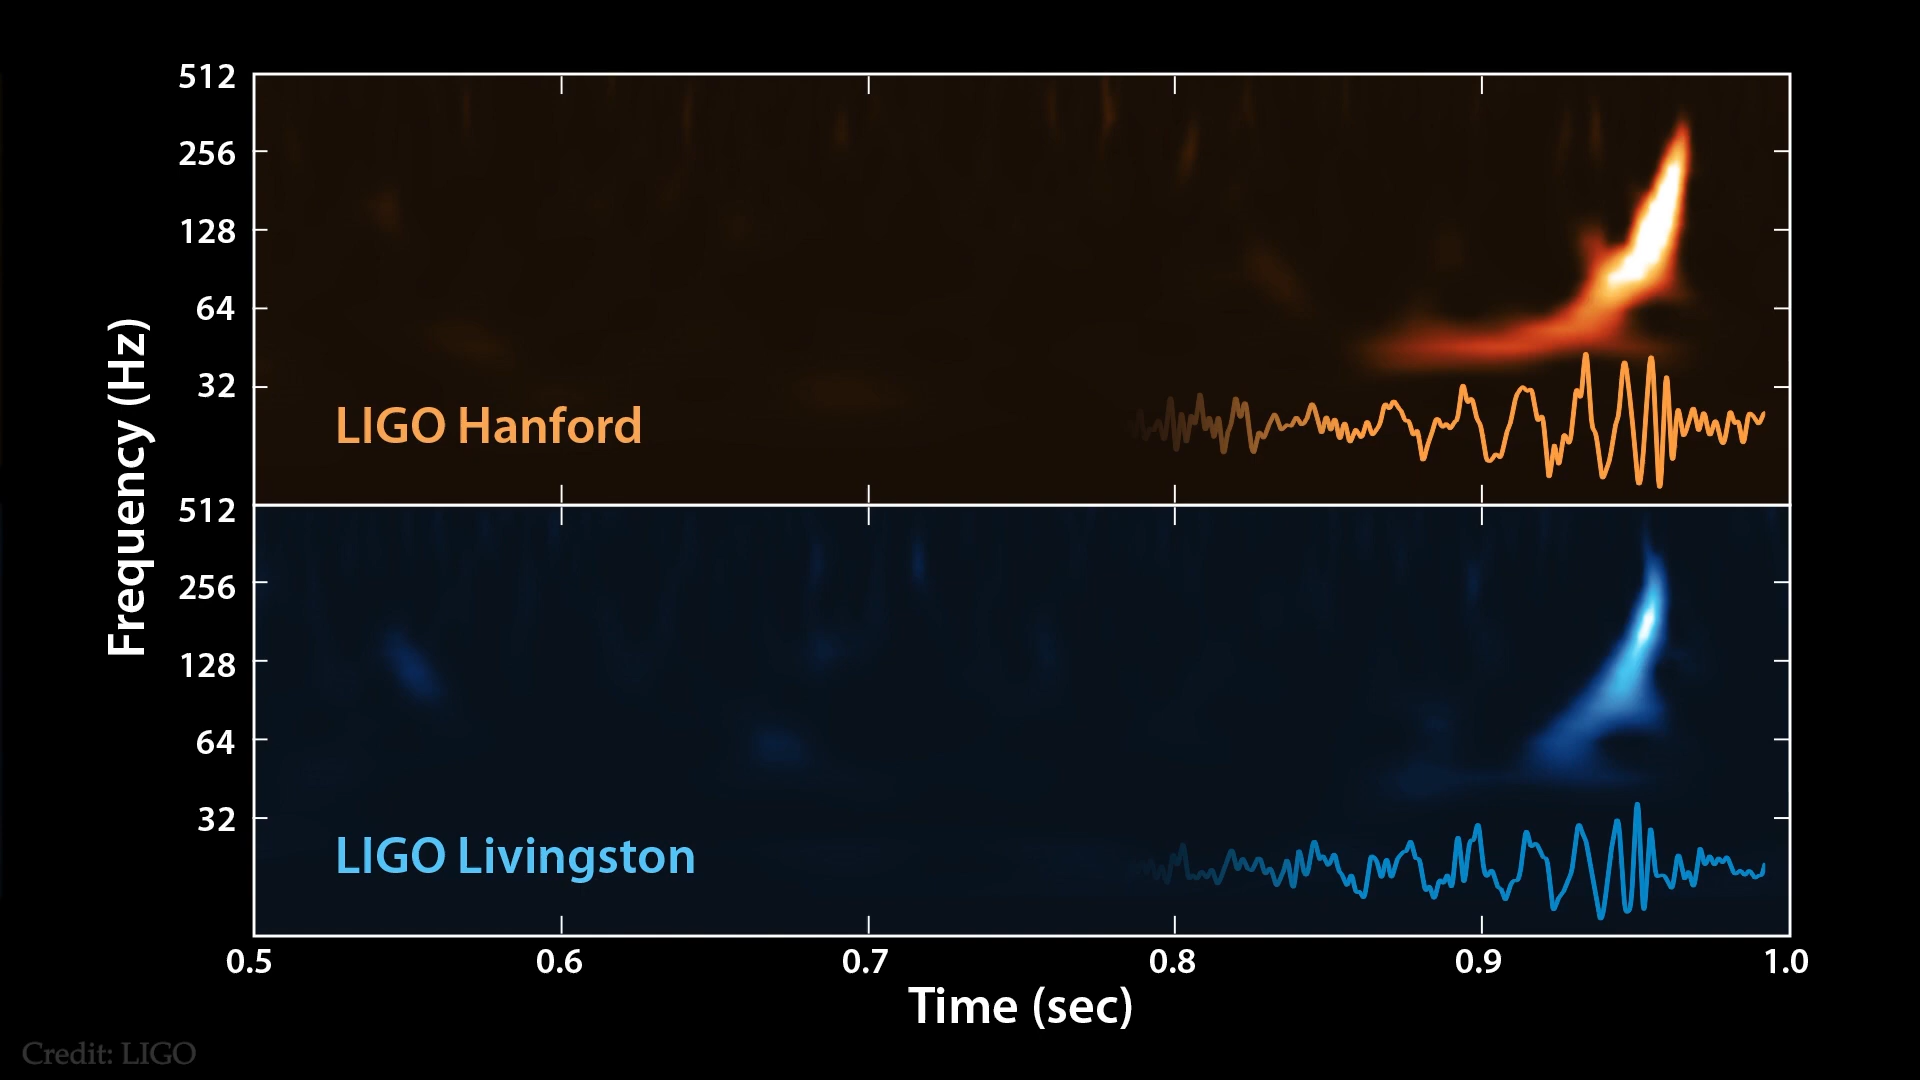 512
256
128
64
32
LIGO Hanford
Frequency (Hz)
512
256
128
64
32
LIGO Livingston
0.5 0.6 0.7 0.8 0.9 1.0
Time (sec)
Credit: LIGO